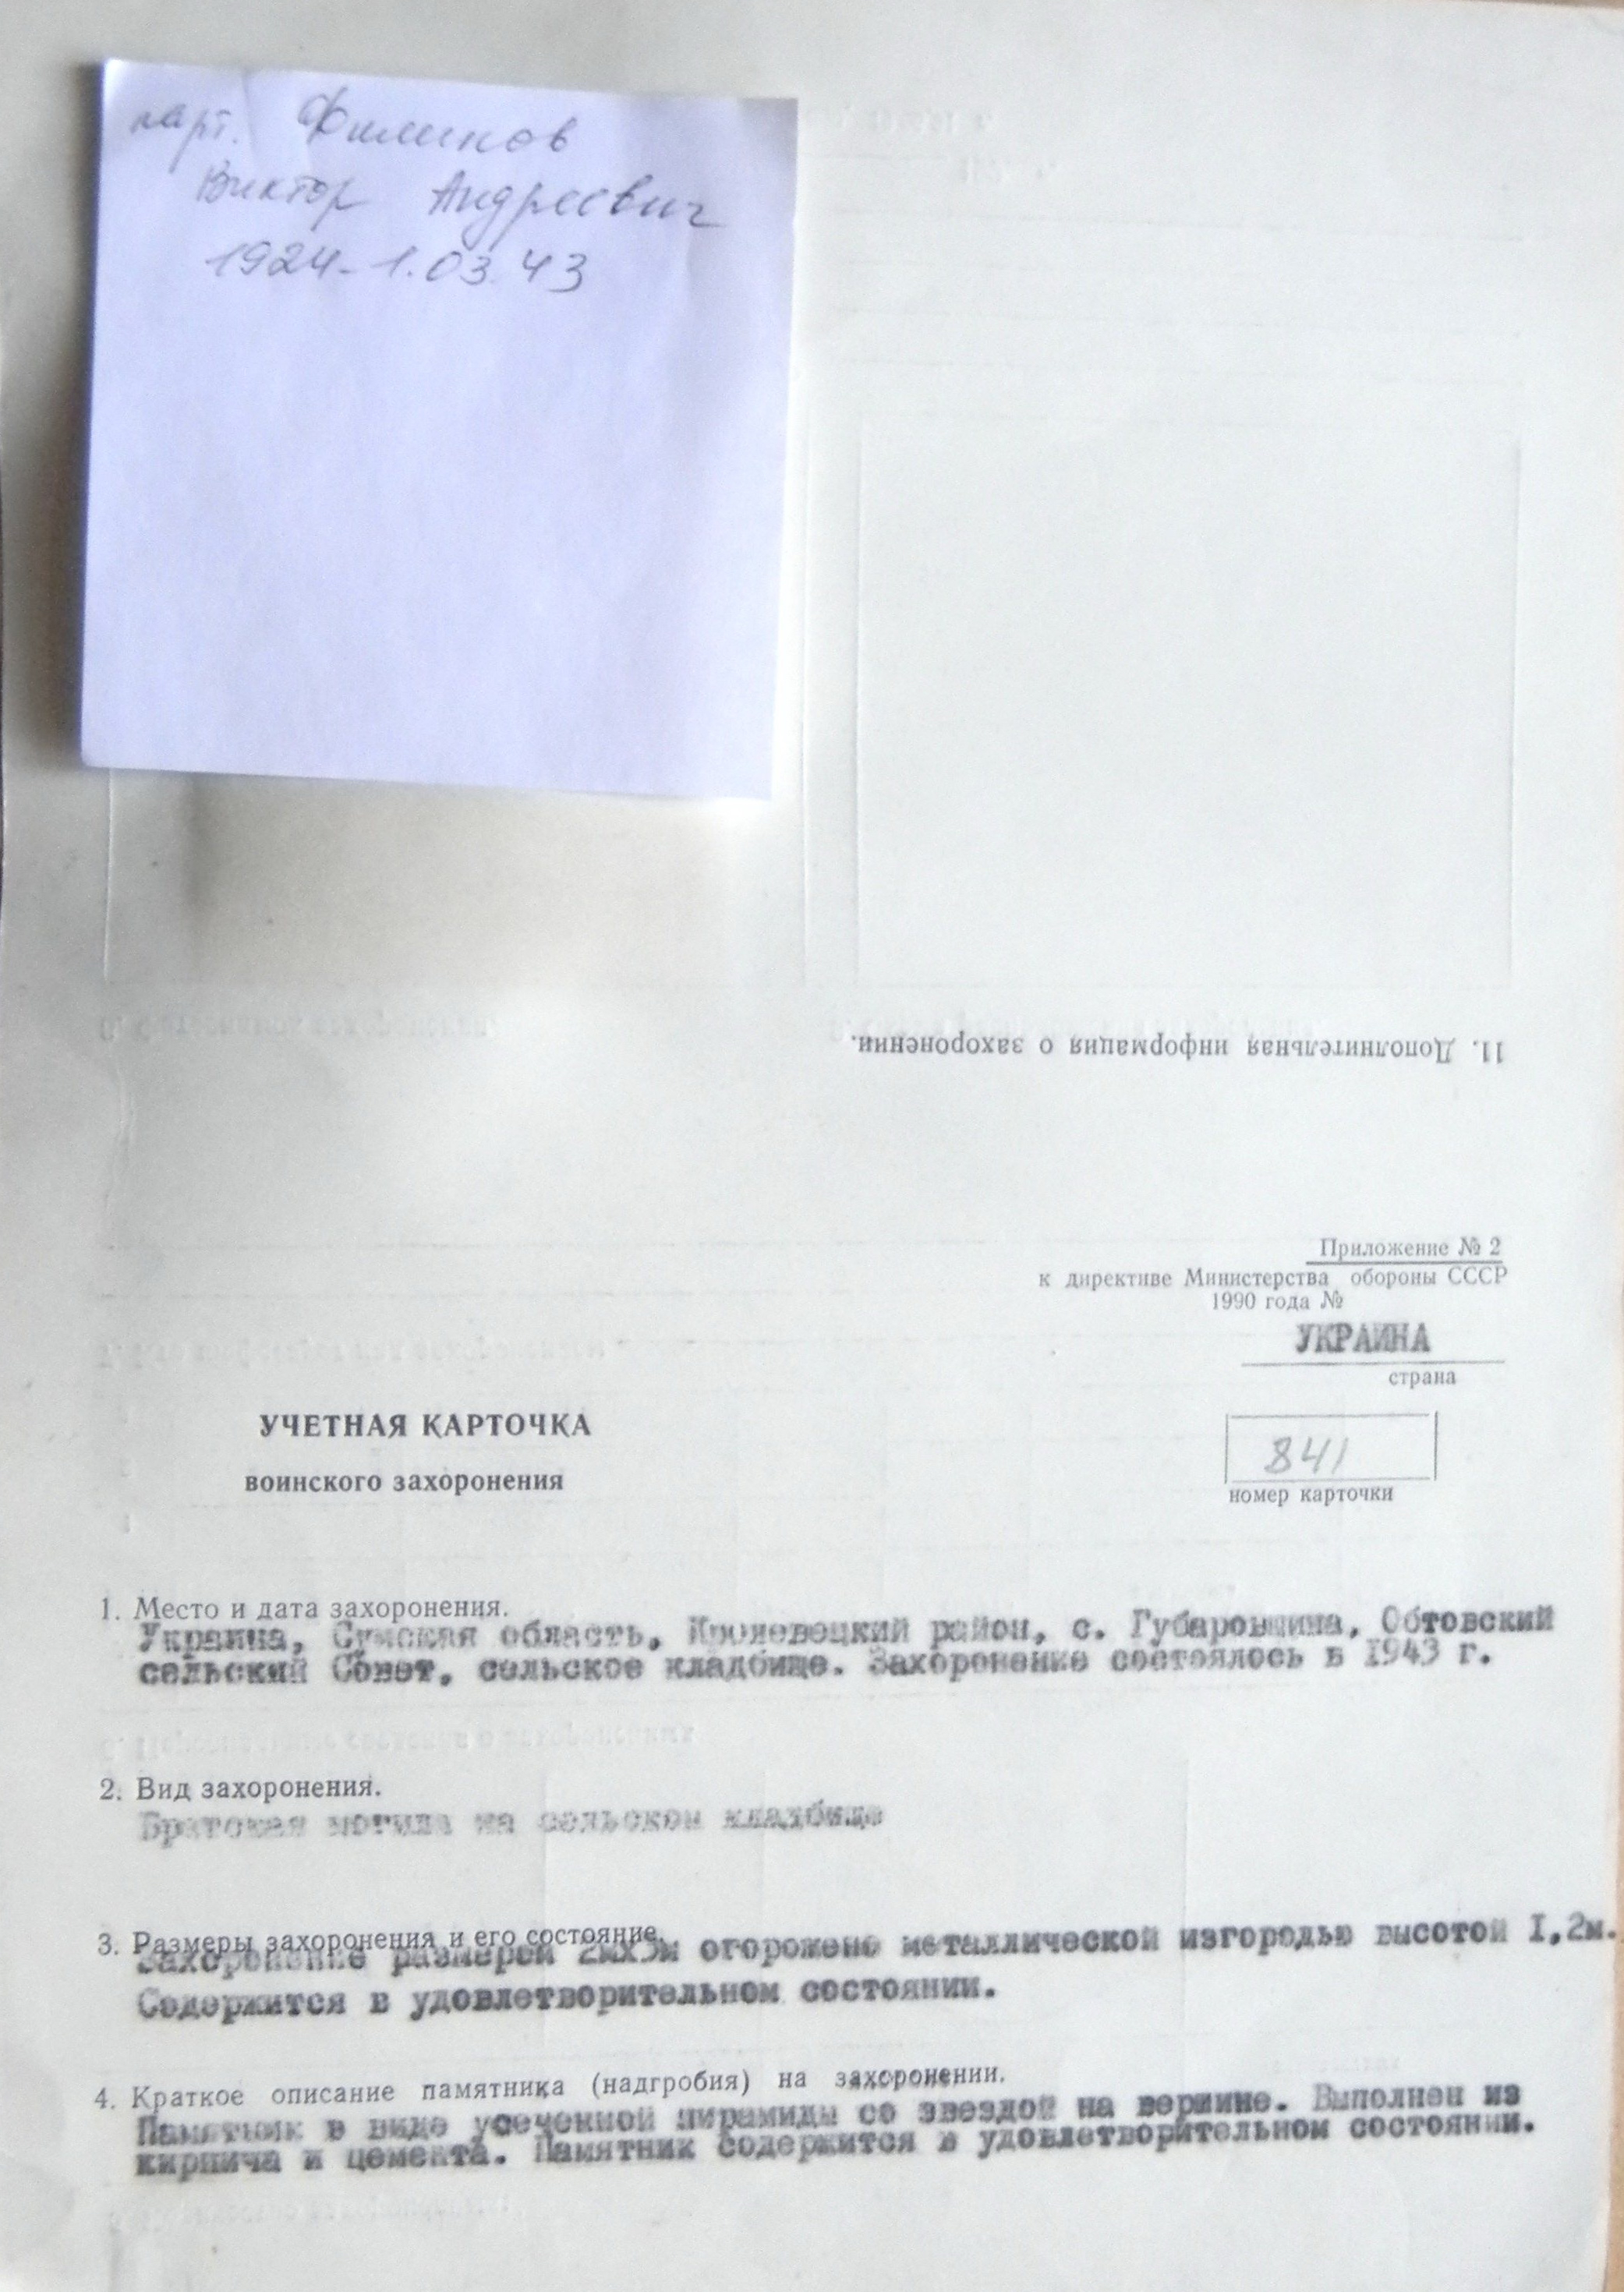 парт. Филинов
Виктор Андреевич
1924-1.03.43
11. Дополнительная информация о захоронении.
Приложение № 2
к директиве Министерства обороны СССР
1990 года №
УКРАИНА
страна
УЧЕТНАЯ КАРТОЧКА
воинского захоронения
841
номер карточки
1. Место и дата захоронения.
Украина, Сумская область, Кролевецкий район, с. Губаровщина, Обтовский
сельский Совет, сельское кладбище. Захоронение состоялось в 1943 г.
2. Вид захоронения.
Братская могила на сельском кладбище
3. Размеры захоронения и его состояние.
Захоронение размерей огорожено металлической изгородью высотой I,2м.
Содержится в удовлетворительном состоянии.
4. Краткое описание памятника (надгробия) на захоронении.
Памятник в виде усеченной пирамиды со звездой на вершине. Выполнен из
кирпича и цемента. Памятник содержится в удовлетворительном состоянии.